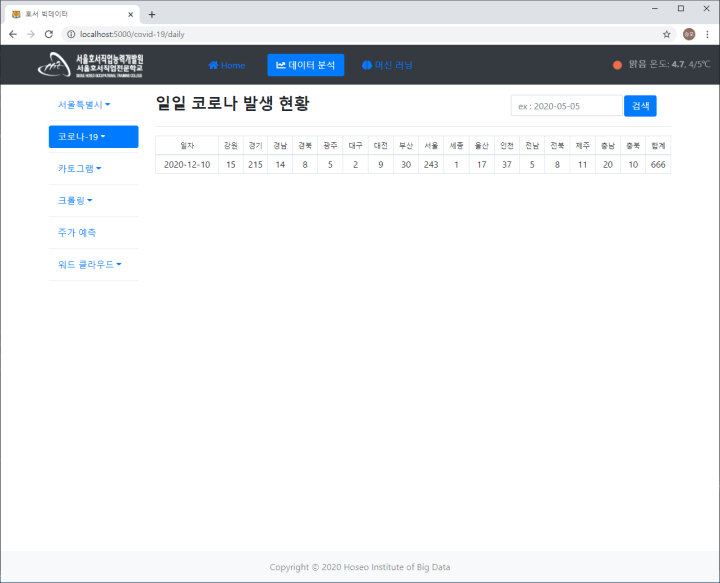 호서 빅데이터
localhost:5000/covid-19/daily
서울호서직업능력개발원
서울호서직업전문학교
SEOUL HOSEO OCCUPATIONAL TRAINING COLLEGE
Home 데이터 분석 머신 러닝 맑음 온도: 4.7, 4/5℃
서울특별시
코로나-19
카토그램
크롤링
주가 예측
워드 클라우드
일일 코로나 발생 현황
ex : 2020-05-05 검색
일자 강원 경기 경남 경북 광주 대구 대전 부산 서울 세종 울산 인천 전남 전북 제주 충남 충북 합계
2020-12-10 15 215 14 8 5 2 9 30 243 1 17 37 5 8 11 20 10 666
Copyright © 2020 Hoseo Institute of Big Data